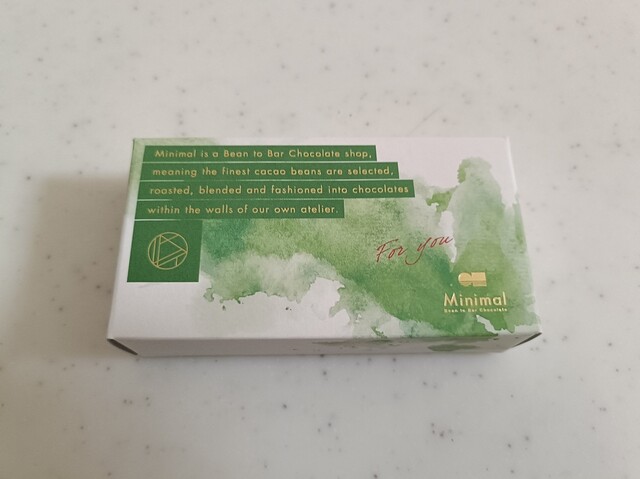 Minimal is a Bean to Bar Chocolate shop,
meaning the finest cacao beans are selected,
roasted, blended and fashioned into chocolates
within the walls of our own atelier.
For you
Minimal
Bean to Bar Chocolate